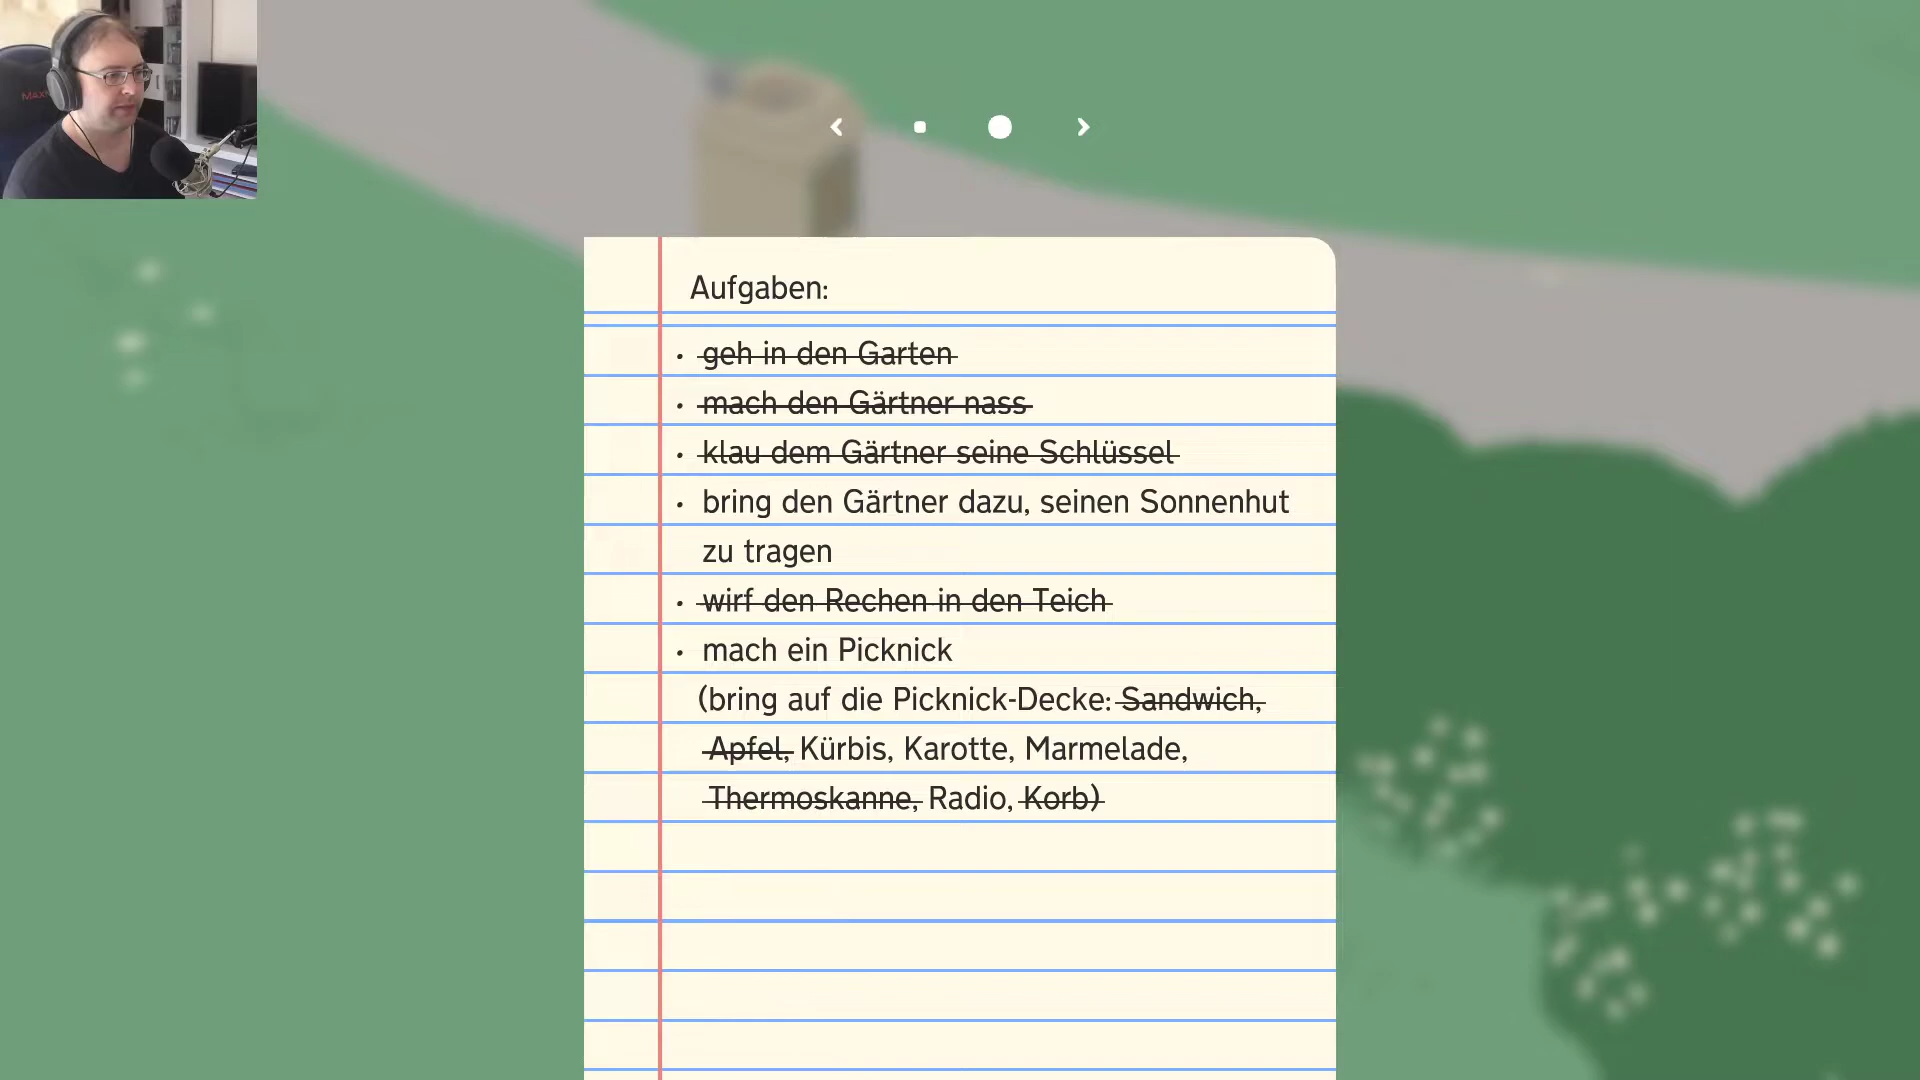 Aufgaben:
· geh in den Garten
· mach den Gärtner nass
· klau dem Gärtner seine Schlüssel
· bring den Gärtner dazu, seinen Sonnenhut
zu tragen
· wirf den Rechen in den Teich
· mach ein Picknick
(bring auf die Picknick-Decke: Sandwich,
Apfel, Kürbis, Karotte, Marmelade,
Thermoskanne, Radio, Korb)